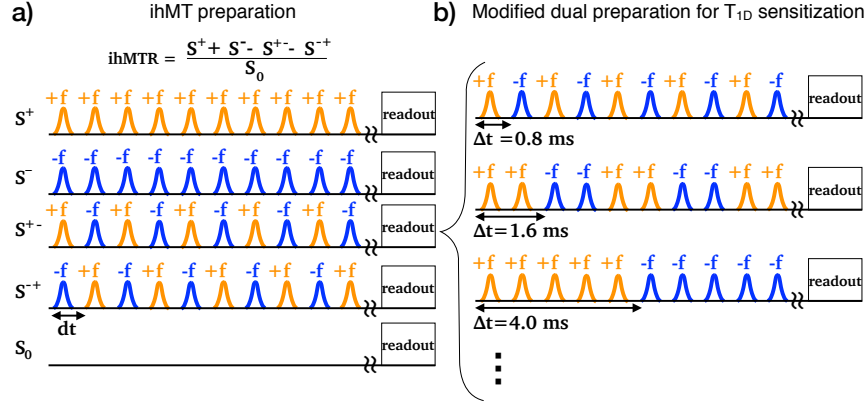 a)
ihMT preparation
ihMTR = S⁺ + S⁻ - S⁺⁻ - S⁻⁺
S₀
+f +f +f +f +f +f +f +f +f +f
S⁺
readout
-f -f -f -f -f -f -f -f -f -f
S⁻
readout
+f -f +f -f +f -f +f -f +f -f
S⁺⁻
readout
-f +f -f +f -f +f -f +f -f +f
S⁻⁺
readout
dt
S₀
readout
b)
Modified dual preparation for T₁D sensitization
+f -f +f -f +f -f +f -f +f -f
readout
Δt=0.8 ms
+f +f -f -f +f +f -f -f +f +f
readout
Δt=1.6 ms
+f +f +f +f +f -f -f -f -f -f
readout
Δt=4.0 ms